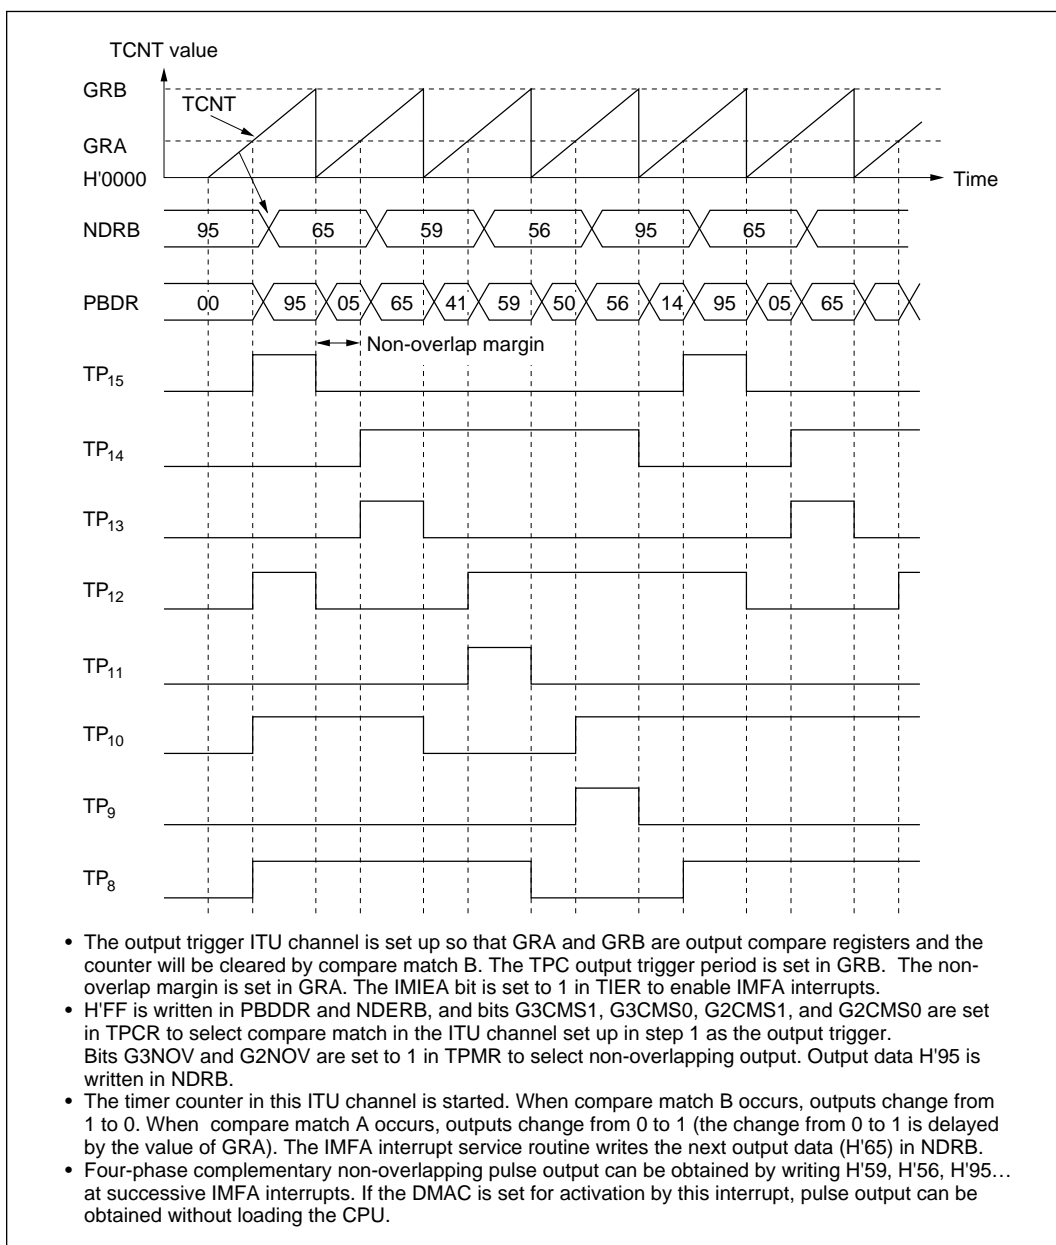 TCNT value
GRB
TCNT
GRA
H'0000
Time
NDRB 95 65 59 56 95 65
PBDR 00 95 05 65 41 59 50 56 14 95 05 65
Non-overlap margin
TP15
TP14
TP13
TP12
TP11
TP10
TP9
TP8
• The output trigger ITU channel is set up so that GRA and GRB are output compare registers and the
counter will be cleared by compare match B. The TPC output trigger period is set in GRB. The non-
overlap margin is set in GRA. The IMIEA bit is set to 1 in TIER to enable IMFA interrupts.
• H'FF is written in PBDDR and NDERB, and bits G3CMS1, G3CMS0, G2CMS1, and G2CMS0 are set
in TPCR to select compare match in the ITU channel set up in step 1 as the output trigger.
Bits G3NOV and G2NOV are set to 1 in TPMR to select non-overlapping output. Output data H'95 is
written in NDRB.
• The timer counter in this ITU channel is started. When compare match B occurs, outputs change from
1 to 0. When compare match A occurs, outputs change from 0 to 1 (the change from 0 to 1 is delayed
by the value of GRA). The IMFA interrupt service routine writes the next output data (H'65) in NDRB.
• Four-phase complementary non-overlapping pulse output can be obtained by writing H'59, H'56, H'95…
at successive IMFA interrupts. If the DMAC is set for activation by this interrupt, pulse output can be
obtained without loading the CPU.